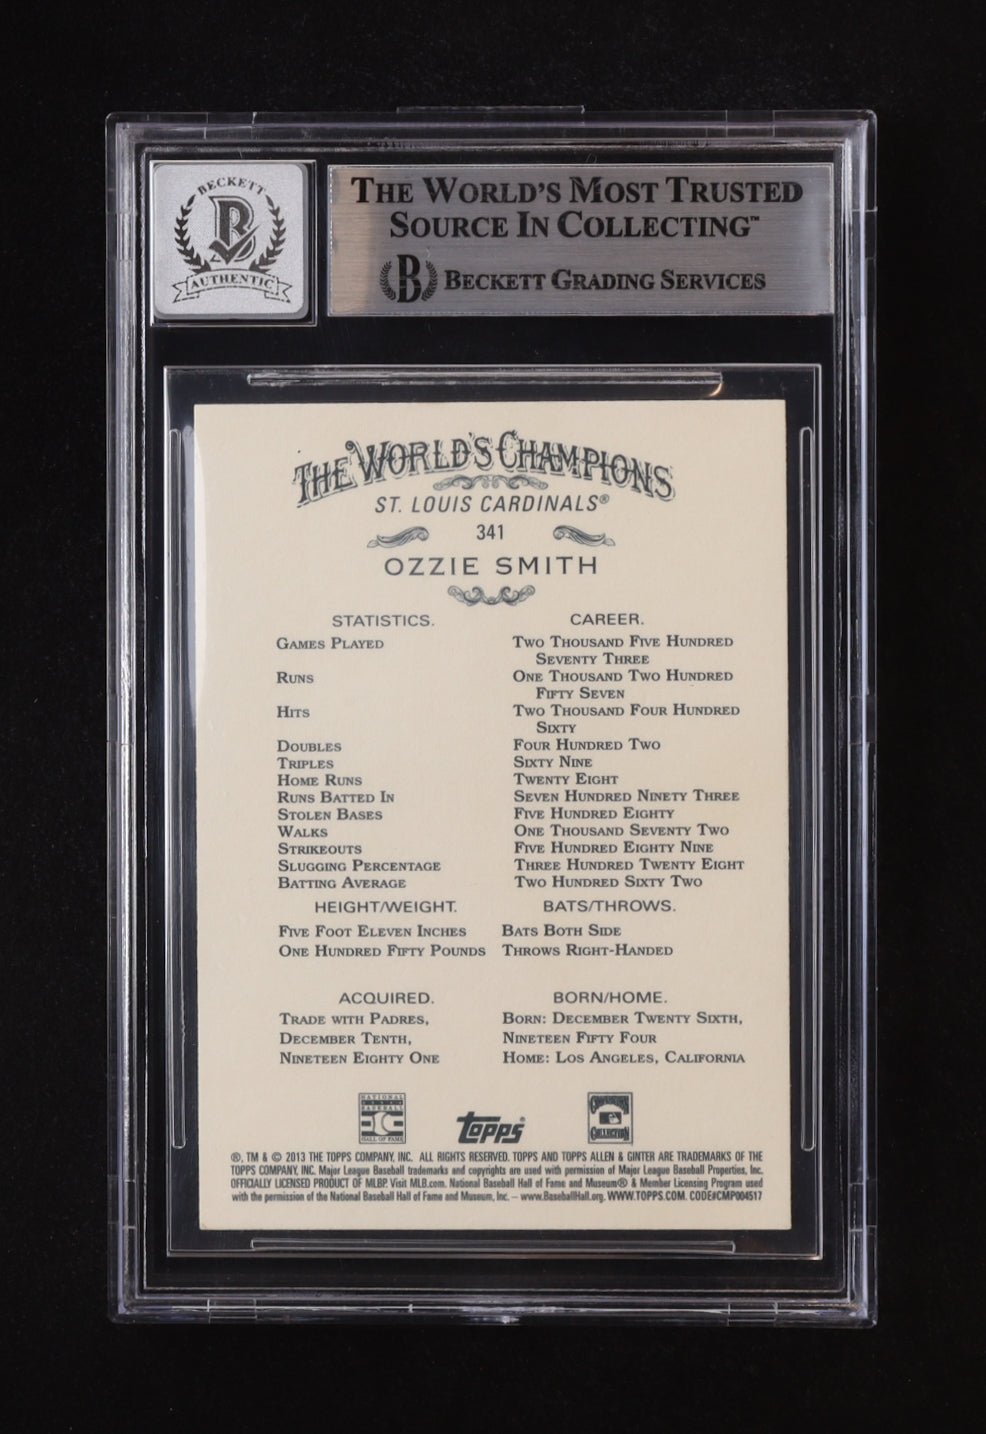 BECKETT
B
AUTHENTIC
THE WORLD'S MOST TRUSTED
SOURCE IN COLLECTING™
B BECKETT GRADING SERVICES
THE WORLD'S CHAMPIONS
ST. LOUIS CARDINALS®
341
OZZIE SMITH
STATISTICS. CAREER.
GAMES PLAYED TWO THOUSAND FIVE HUNDRED
SEVENTY THREE
RUNS ONE THOUSAND TWO HUNDRED
FIFTY SEVEN
HITS TWO THOUSAND FOUR HUNDRED
SIXTY
DOUBLES FOUR HUNDRED TWO
TRIPLES SIXTY NINE
HOME RUNS TWENTY EIGHT
RUNS BATTED IN SEVEN HUNDRED NINETY THREE
STOLEN BASES FIVE HUNDRED EIGHTY
WALKS ONE THOUSAND SEVENTY TWO
STRIKEOUTS FIVE HUNDRED EIGHTY NINE
SLUGGING PERCENTAGE THREE HUNDRED TWENTY EIGHT
BATTING AVERAGE TWO HUNDRED SIXTY TWO
HEIGHT/WEIGHT. BATS/THROWS.
FIVE FOOT ELEVEN INCHES BATS BOTH SIDE
ONE HUNDRED FIFTY POUNDS THROWS RIGHT-HANDED
ACQUIRED. BORN/HOME.
TRADE WITH PADRES, BORN: DECEMBER TWENTY SIXTH,
DECEMBER TENTH, NINETEEN FIFTY FOUR
NINETEEN EIGHTY ONE HOME: LOS ANGELES, CALIFORNIA
NATIONAL
BASEBALL
HALL OF FAME
TOPPS®
COOPERSTOWN
COLLECTION
®, TM & © 2013 THE TOPPS COMPANY, INC. ALL RIGHTS RESERVED. TOPPS AND TOPPS ALLEN & GINTER ARE TRADEMARKS OF THE
TOPPS COMPANY, INC. Major League Baseball trademarks and copyrights are used with permission of Major League Baseball Properties, Inc.
OFFICIALLY LICENSED PRODUCT OF MLBP. Visit MLB.com. National Baseball Hall of Fame and Museum® & Member Licensing Program used
with the permission of the National Baseball Hall of Fame and Museum, Inc. – www.BaseballHall.org. WWW.TOPPS.COM. CODE#CMP004517